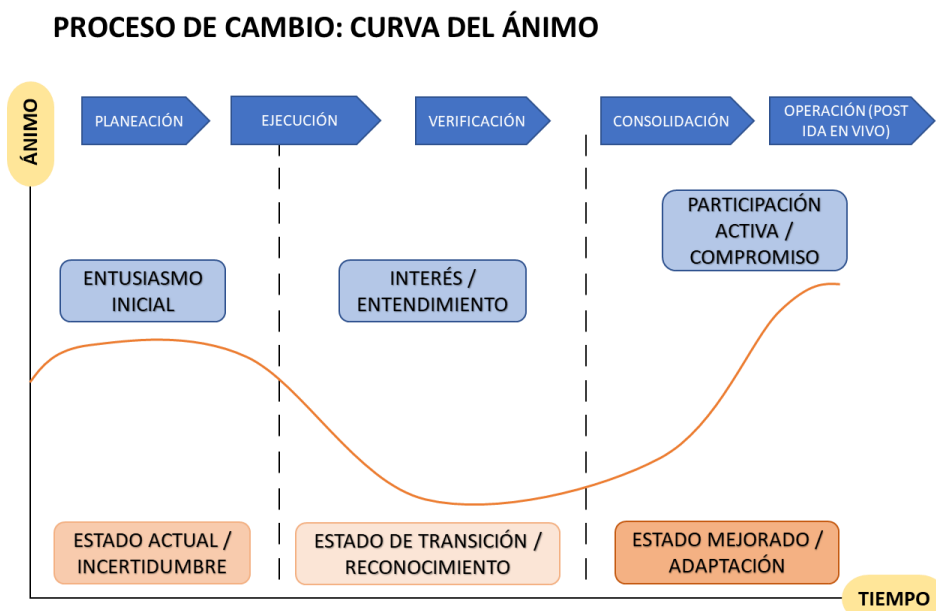 PROCESO DE CAMBIO: CURVA DEL ÁNIMO
ÁNIMO
PLANEACIÓN
EJECUCIÓN
VERIFICACIÓN
CONSOLIDACIÓN
OPERACIÓN (POST
IDA EN VIVO)
ENTUSIASMO
INICIAL
INTERÉS /
ENTENDIMIENTO
PARTICIPACIÓN
ACTIVA /
COMPROMISO
ESTADO ACTUAL /
INCERTIDUMBRE
ESTADO DE TRANSICIÓN /
RECONOCIMIENTO
ESTADO MEJORADO /
ADAPTACIÓN
TIEMPO